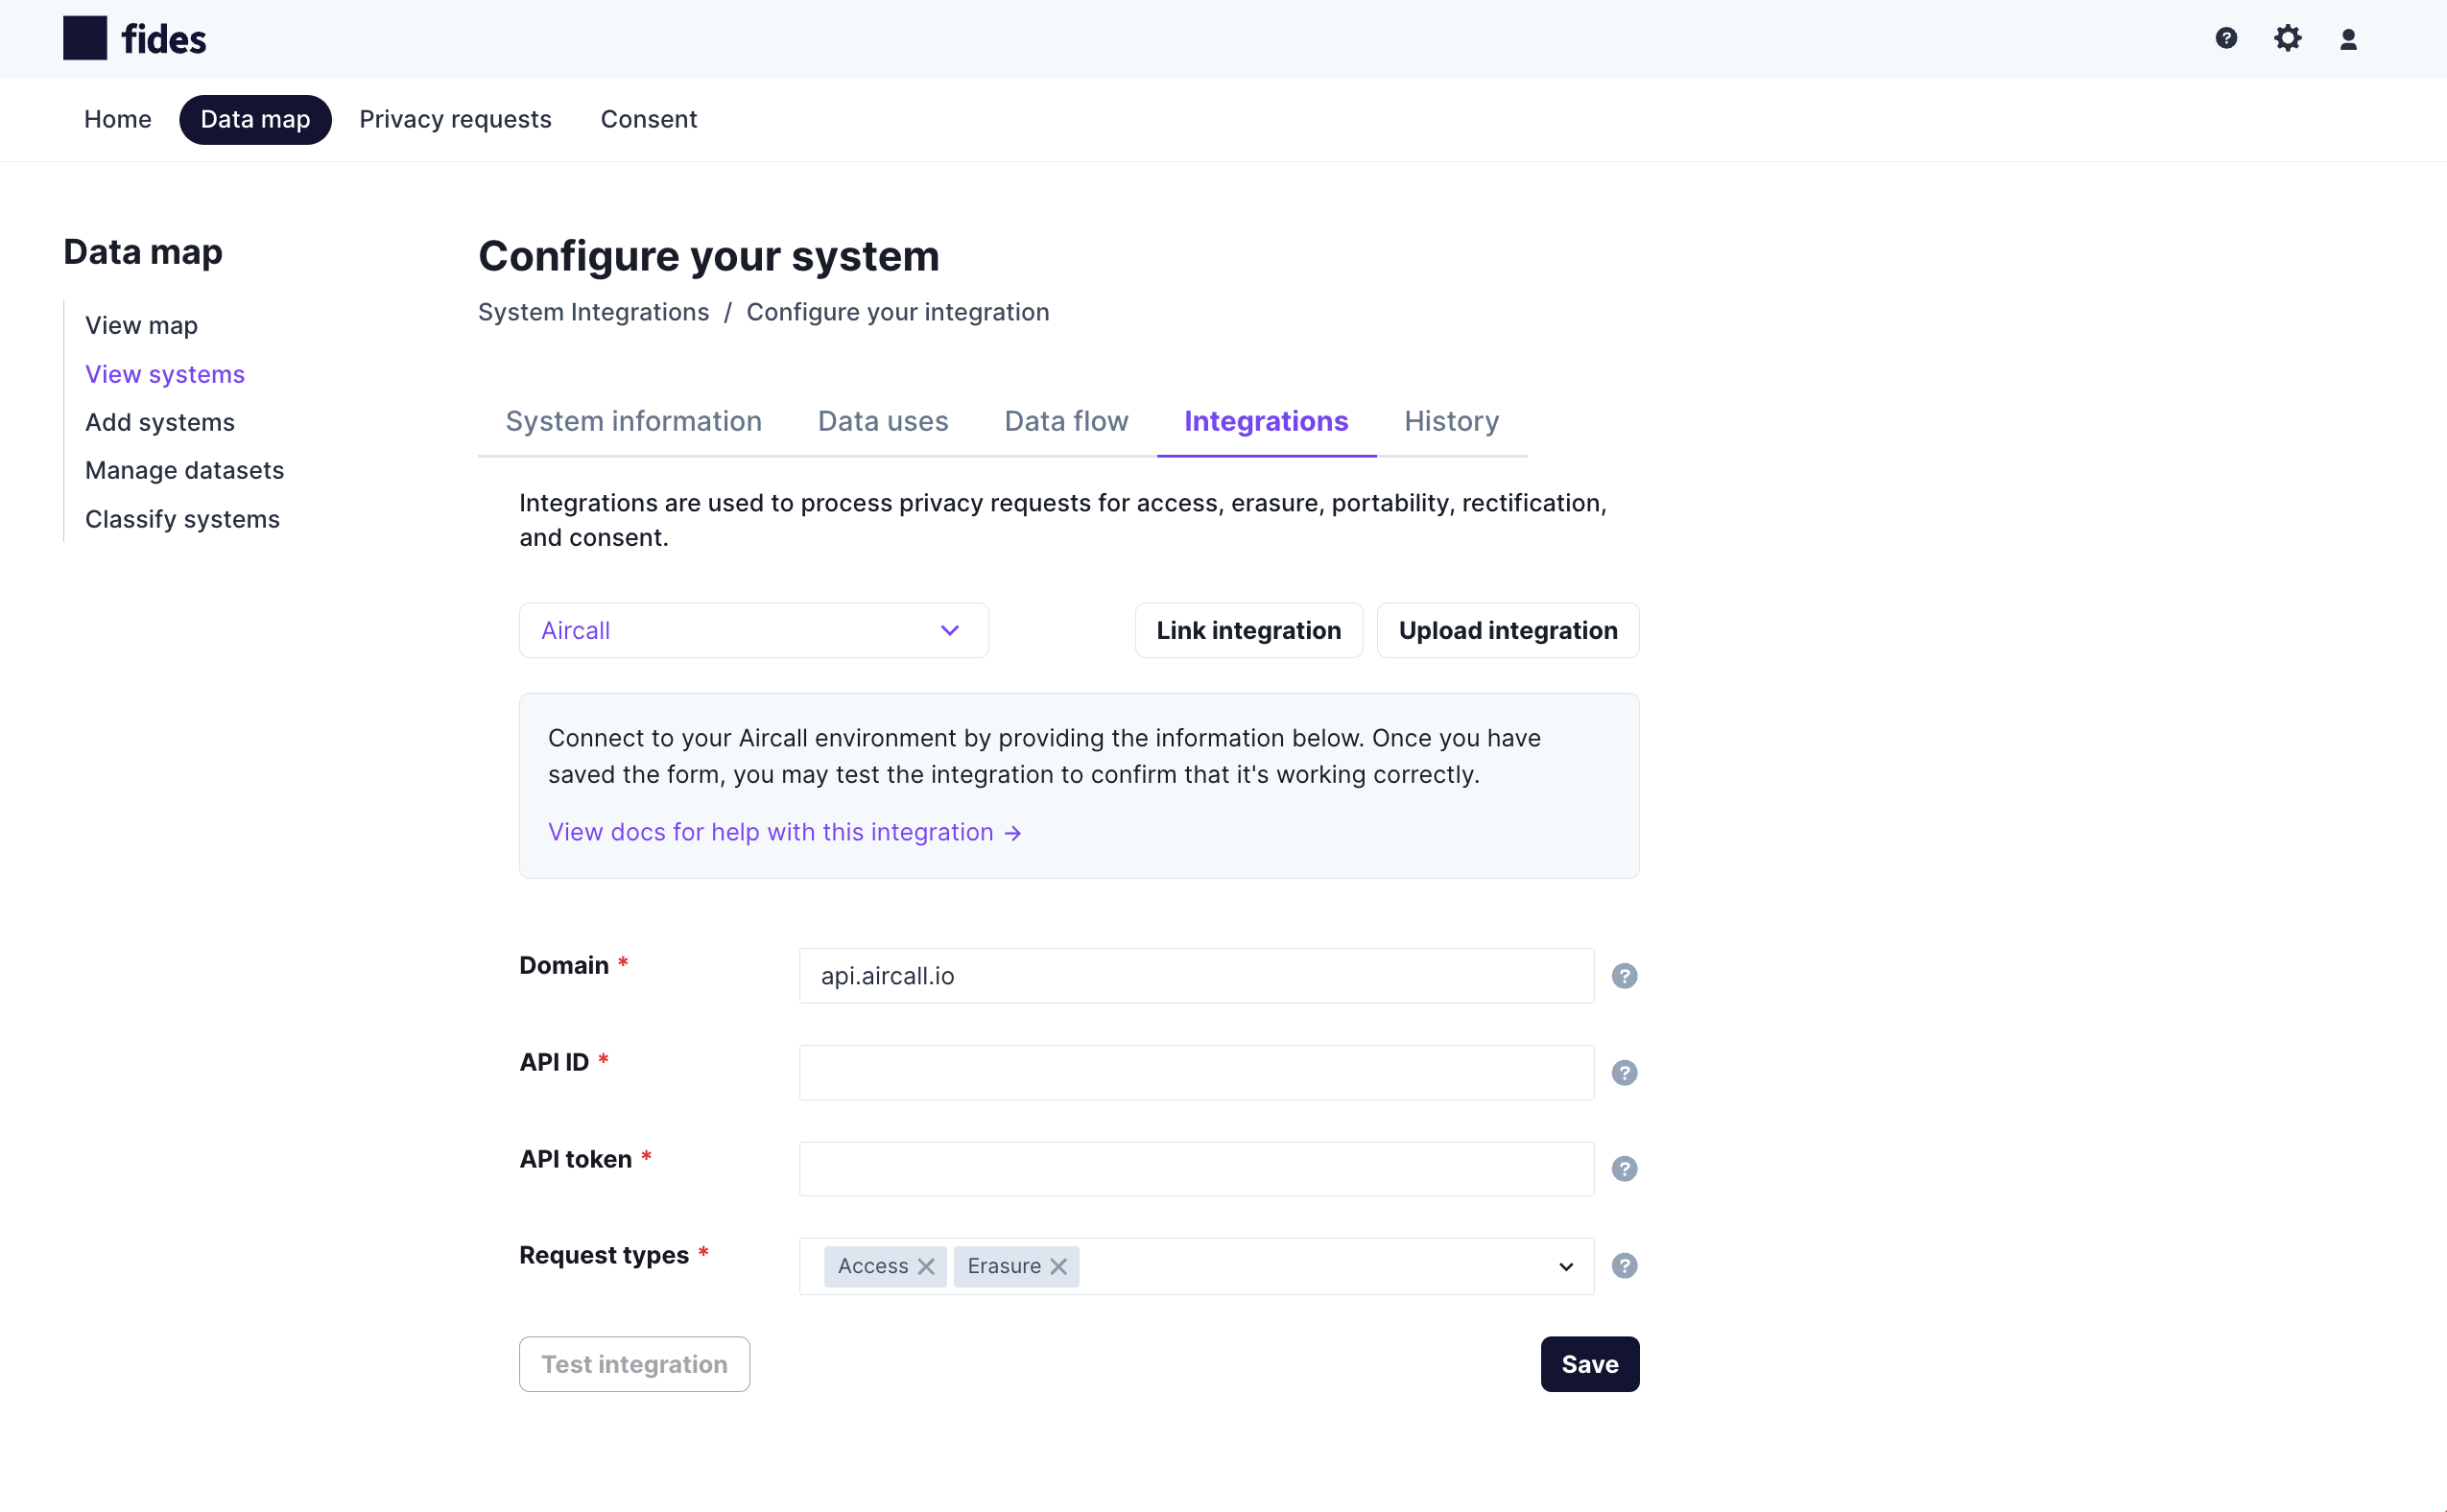 fides
Home Data map Privacy requests Consent
Data map
View map
View systems
Add systems
Manage datasets
Classify systems
Configure your system
System Integrations / Configure your integration
System information Data uses Data flow Integrations History
Integrations are used to process privacy requests for access, erasure, portability, rectification,
and consent.
Aircall Link integration Upload integration
Connect to your Aircall environment by providing the information below. Once you have
saved the form, you may test the integration to confirm that it's working correctly.
View docs for help with this integration →
Domain * api.aircall.io ?
API ID * ?
API token * ?
Request types * Access Erasure ?
Test integration Save